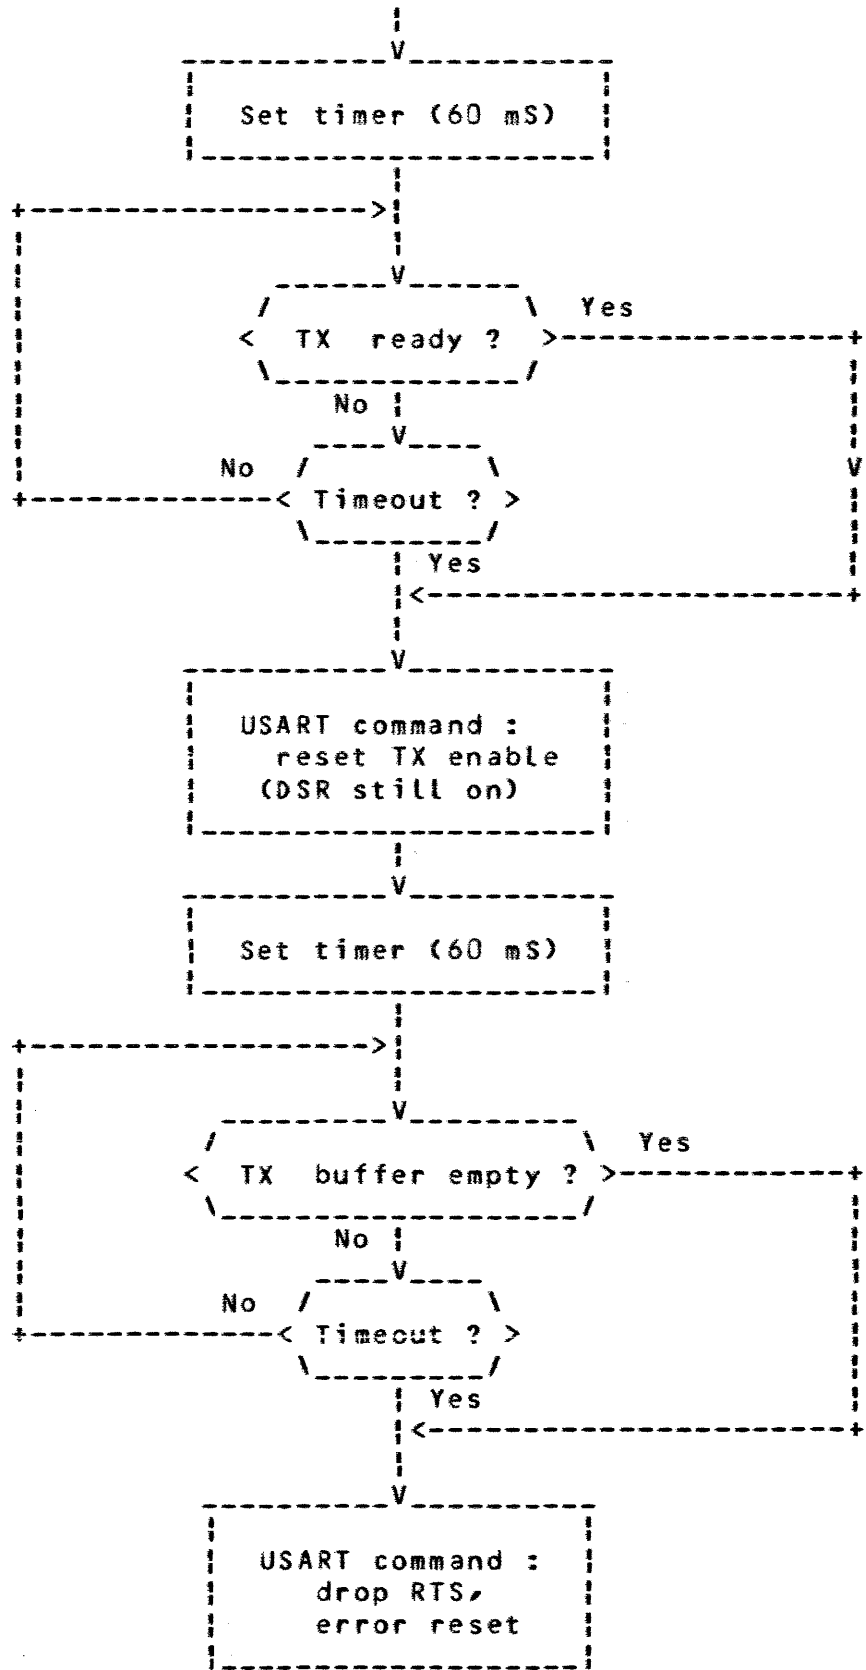 Set timer (60 mS)
Yes
TX ready ?
No
No
Timeout ?
Yes
USART command :
reset TX enable
(DSR still on)
Set timer (60 mS)
Yes
TX buffer empty ?
No
No
Timeout ?
Yes
USART command :
drop RTS,
error reset